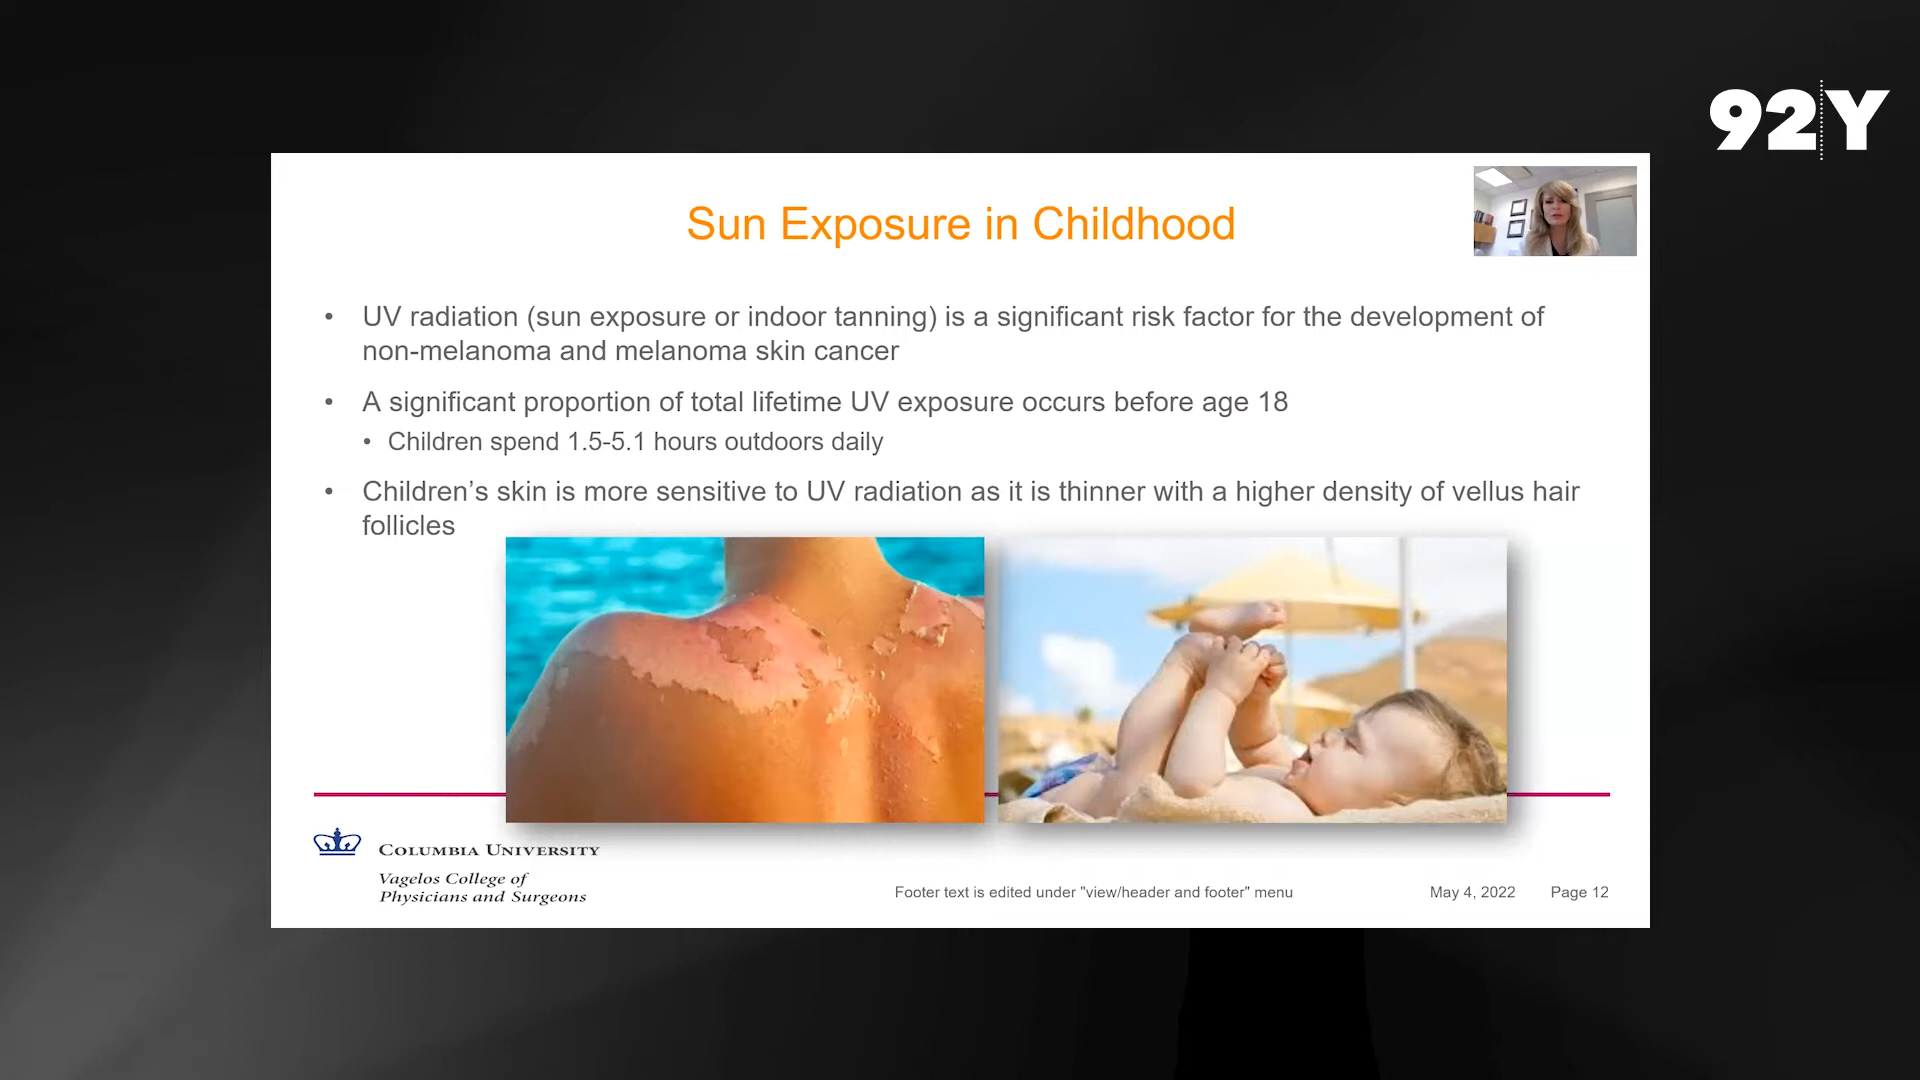 92Y
Sun Exposure in Childhood
• UV radiation (sun exposure or indoor tanning) is a significant risk factor for the development of
non-melanoma and melanoma skin cancer
• A significant proportion of total lifetime UV exposure occurs before age 18
• Children spend 1.5-5.1 hours outdoors daily
• Children’s skin is more sensitive to UV radiation as it is thinner with a higher density of vellus hair
follicles
COLUMBIA UNIVERSITY
Vagelos College of
Physicians and Surgeons
Footer text is edited under "view/header and footer" menu
May 4, 2022 Page 12